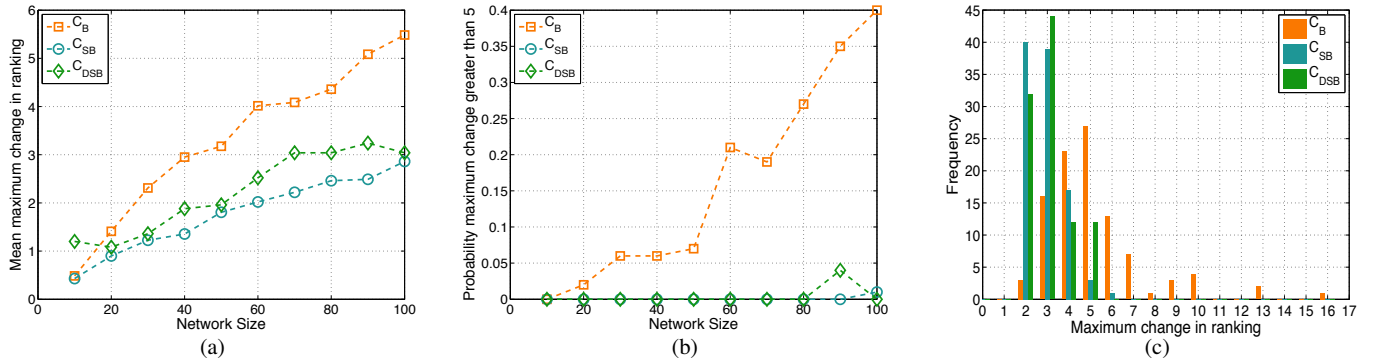 6
5
4
3
2
1
0
0
20
40
60
80
100
Mean maximum change in ranking
Network Size
C_B
C_SB
C_DSB
(a)
0.4
0.35
0.3
0.25
0.2
0.15
0.1
0.05
0
0
20
40
60
80
100
Probability maximum change greater than 5
Network Size
C_B
C_SB
C_DSB
(b)
45
40
35
30
25
20
15
10
5
0
0 1 2 3 4 5 6 7 8 9 10 11 12 13 14 15 16 17
Frequency
Maximum change in ranking
C_B
C_SB
C_DSB
(c)